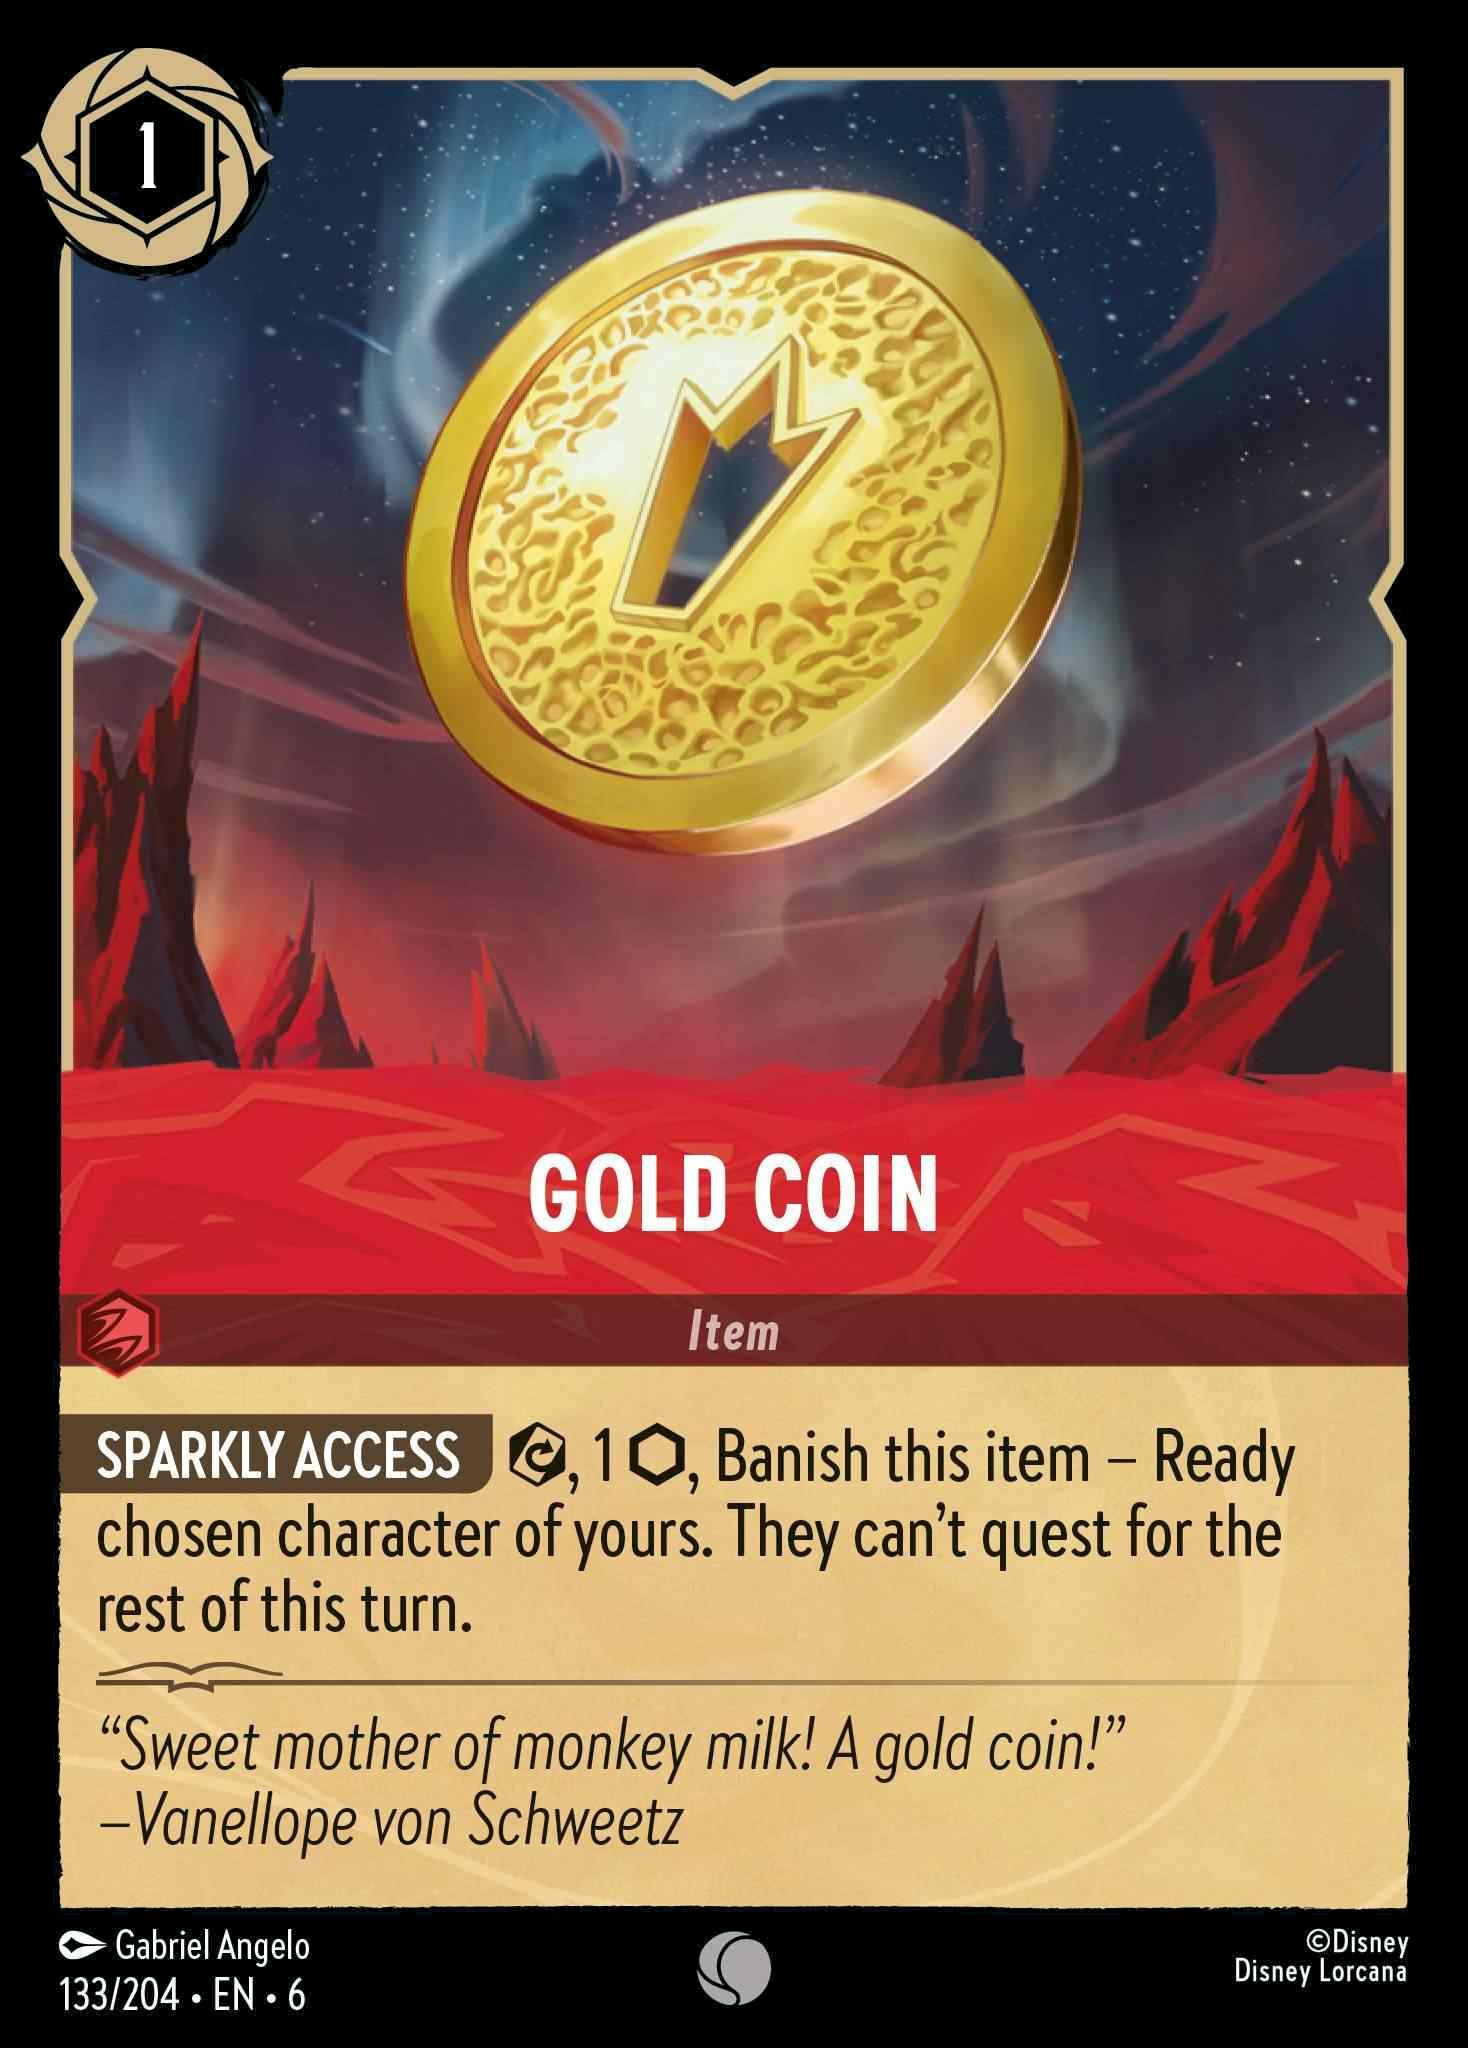 1
GOLD COIN
Item
SPARKLY ACCESS , 1 , Banish this item – Ready
chosen character of yours. They can’t quest for the
rest of this turn.
“Sweet mother of monkey milk! A gold coin!”
–Vanellope von Schweetz
Gabriel Angelo
133/204 • EN • 6
©Disney
Disney Lorcana